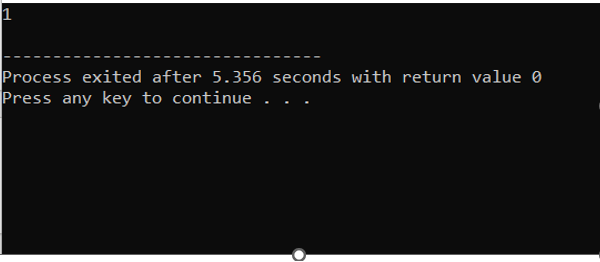 1
--------------------------------
Process exited after 5.356 seconds with return value 0
Press any key to continue . . .